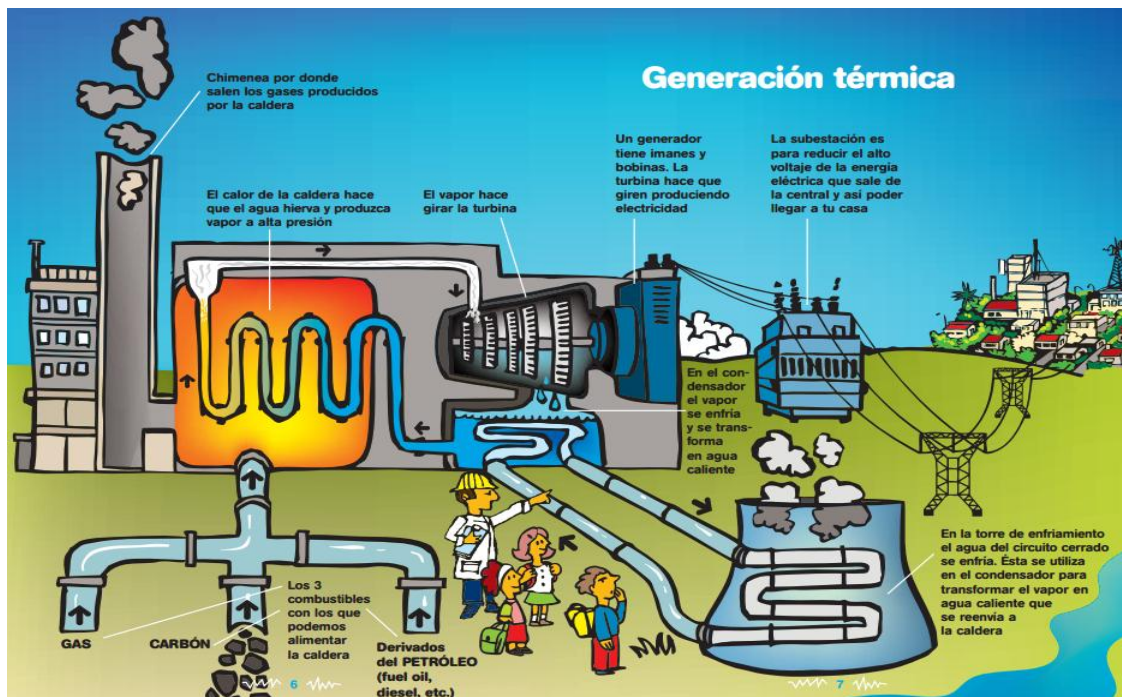 Generación térmica
Chimenea por donde
salen los gases producidos
por la caldera
El calor de la caldera hace
que el agua hierva y produzca
vapor a alta presión
El vapor hace
girar la turbina
Un generador
tiene imanes y
bobinas. La
turbina hace que
giren produciendo
electricidad
La subestación es
para reducir el alto
voltaje de la energía
eléctrica que sale de
la central y así poder
llegar a tu casa
En el con-
densador
el vapor
se enfría
y se trans-
forma
en agua
caliente
En la torre de enfriamiento
el agua del circuito cerrado
se enfría. Ésta se utiliza
en el condensador para
transformar el vapor en
agua caliente que
se reenvía a
la caldera
GAS
CARBÓN
Los 3
combustibles
con los que
podemos
alimentar
la caldera
Derivados
del PETRÓLEO
(fuel oil,
diesel, etc.)
6
7